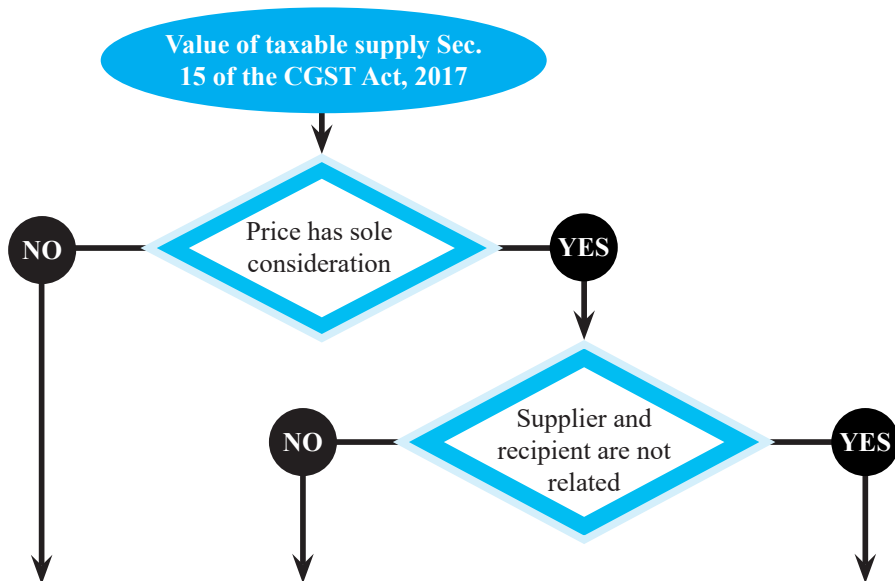 Value of taxable supply Sec.
15 of the CGST Act, 2017
Price has sole
consideration
NO
YES
Supplier and
recipient are not
related
NO
YES